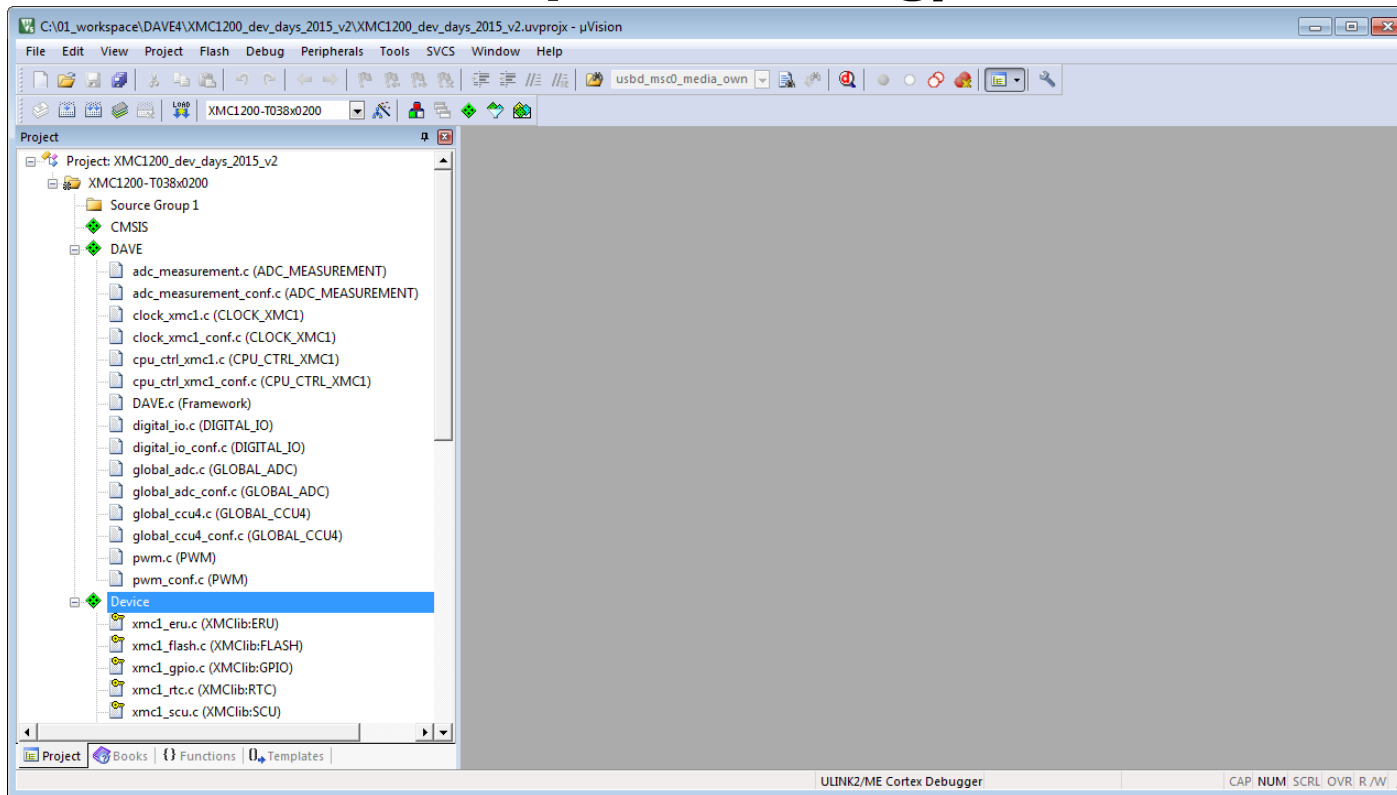 C:\01_workspace\DAVE4\XMC1200_dev_days_2015_v2\XMC1200_dev_days_2015_v2.uvprojx - µVision
File Edit View Project Flash Debug Peripherals Tools SVCS Window Help
usbd_msc0_media_own
LOAD XMC1200-T038x0200
Project
Project: XMC1200_dev_days_2015_v2
XMC1200-T038x0200
Source Group 1
CMSIS
DAVE
adc_measurement.c (ADC_MEASUREMENT)
adc_measurement_conf.c (ADC_MEASUREMENT)
clock_xmc1.c (CLOCK_XMC1)
clock_xmc1_conf.c (CLOCK_XMC1)
cpu_ctrl_xmc1.c (CPU_CTRL_XMC1)
cpu_ctrl_xmc1_conf.c (CPU_CTRL_XMC1)
DAVE.c (Framework)
digital_io.c (DIGITAL_IO)
digital_io_conf.c (DIGITAL_IO)
global_adc.c (GLOBAL_ADC)
global_adc_conf.c (GLOBAL_ADC)
global_ccu4.c (GLOBAL_CCU4)
global_ccu4_conf.c (GLOBAL_CCU4)
pwm.c (PWM)
pwm_conf.c (PWM)
Device
xmc1_eru.c (XMClib:ERU)
xmc1_flash.c (XMClib:FLASH)
xmc1_gpio.c (XMClib:GPIO)
xmc1_rtc.c (XMClib:RTC)
xmc1_scu.c (XMClib:SCU)
Project Books {} Functions Templates
ULINK2/ME Cortex Debugger CAP NUM SCRL OVR R/W